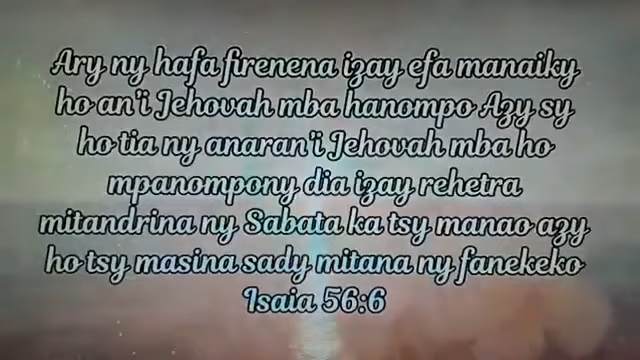 Ary ny hafa firenena izay efa manaiky
ho an'i Jehovah mba hanompo Azy sy
ho tia ny anaran'i Jehovah mba ho
mpanompony dia izay rehetra
mitandrina ny Sabata ka tsy manao azy
ho tsy masina sady mitana ny fanekeko
Isaia 56:6